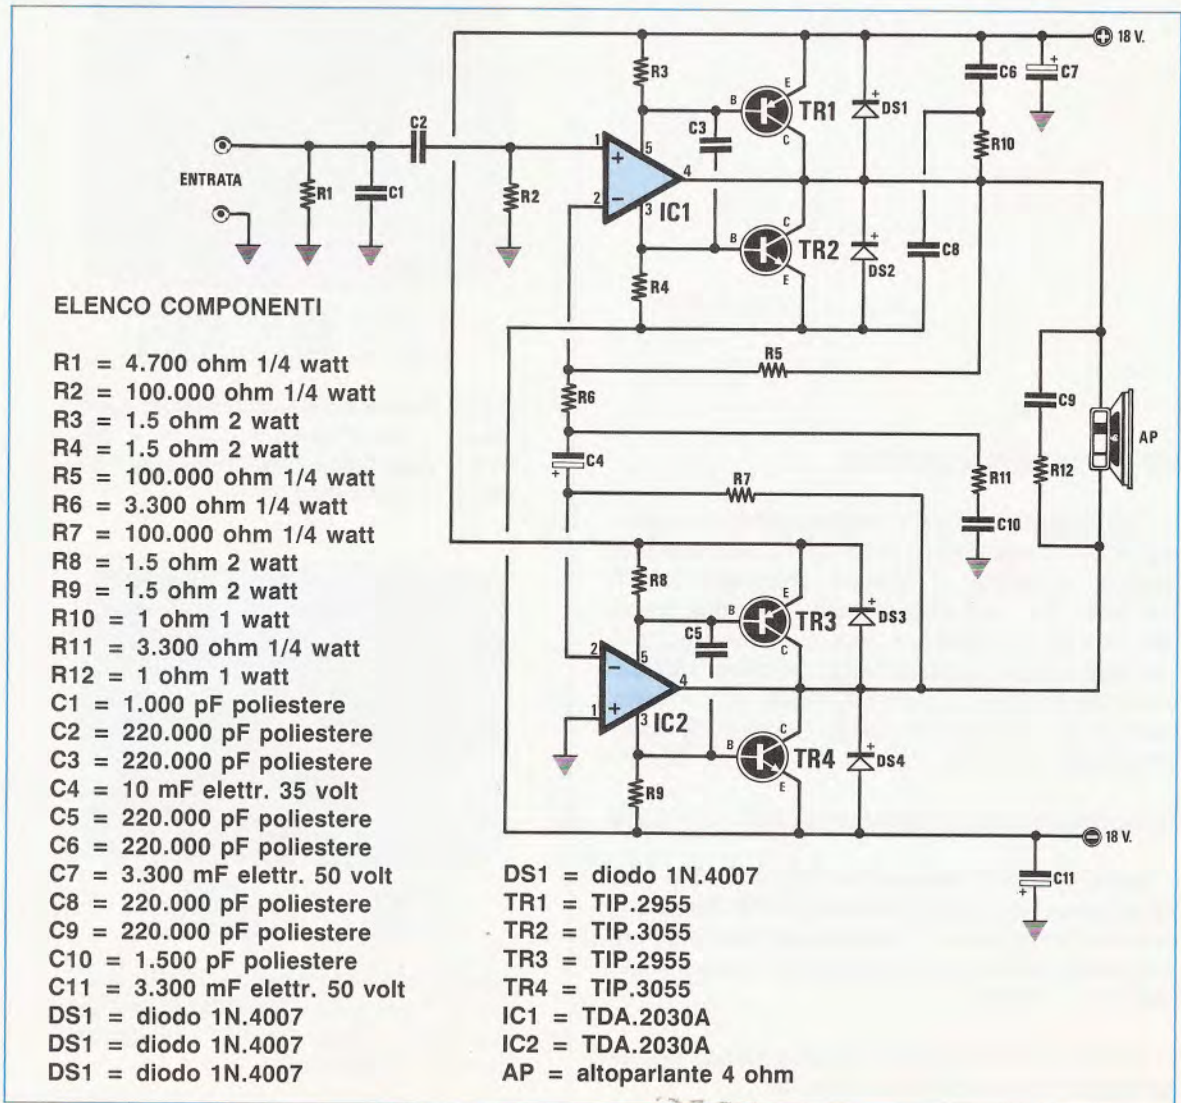 18 V.
R3
C6
C7
E
B
TR1
DS1
C2
C3
C
R10
1
5
+
ENTRATA
R1
C1
R2
4
2
−
IC1
3
C
B
TR2
C8
DS2
R4
E
R5
R6
C9
AP
C4
R7
R11
R12
+
C10
R8
E
B
TR3
DS3
C5
C
2
5
−
4
1
+
3
IC2
C
B
TR4
DS4
R9
E
18 V.
C11
+
ELENCO COMPONENTI
R1 = 4.700 ohm 1/4 watt
R2 = 100.000 ohm 1/4 watt
R3 = 1.5 ohm 2 watt
R4 = 1.5 ohm 2 watt
R5 = 100.000 ohm 1/4 watt
R6 = 3.300 ohm 1/4 watt
R7 = 100.000 ohm 1/4 watt
R8 = 1.5 ohm 2 watt
R9 = 1.5 ohm 2 watt
R10 = 1 ohm 1 watt
R11 = 3.300 ohm 1/4 watt
R12 = 1 ohm 1 watt
C1 = 1.000 pF poliestere
C2 = 220.000 pF poliestere
C3 = 220.000 pF poliestere
C4 = 10 mF elettr. 35 volt
C5 = 220.000 pF poliestere
C6 = 220.000 pF poliestere
C7 = 3.300 mF elettr. 50 volt
C8 = 220.000 pF poliestere
C9 = 220.000 pF poliestere
C10 = 1.500 pF poliestere
C11 = 3.300 mF elettr. 50 volt
DS1 = diodo 1N.4007
DS1 = diodo 1N.4007
DS1 = diodo 1N.4007
DS1 = diodo 1N.4007
TR1 = TIP.2955
TR2 = TIP.3055
TR3 = TIP.2955
TR4 = TIP.3055
IC1 = TDA.2030A
IC2 = TDA.2030A
AP = altoparlante 4 ohm